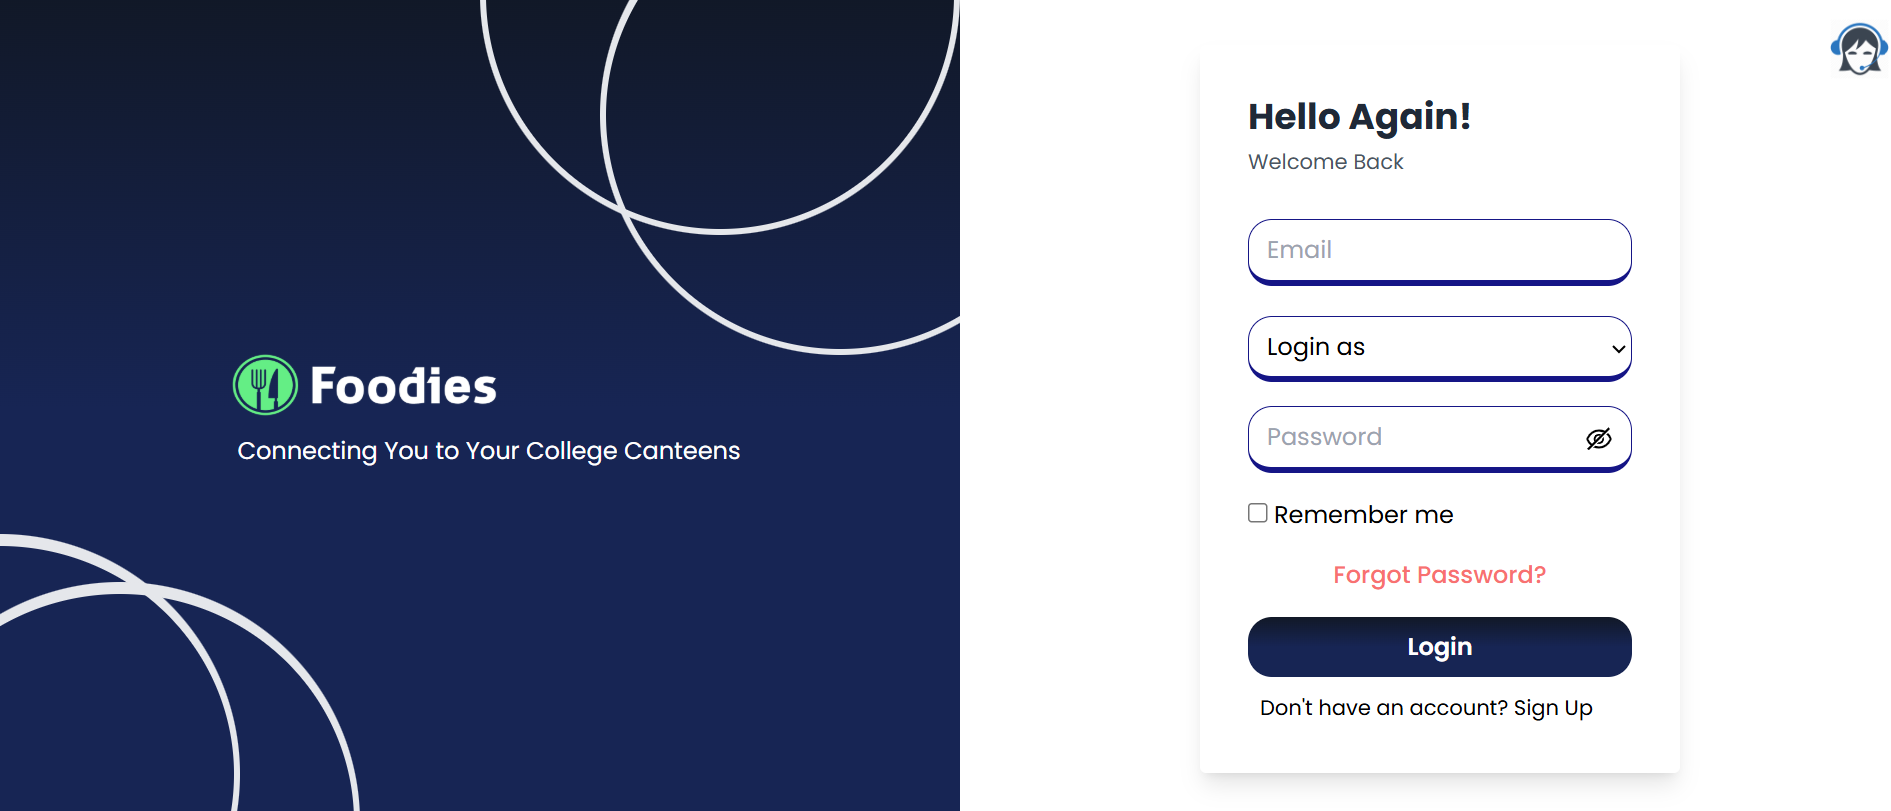 Foodies
Connecting You to Your College Canteens
Hello Again!
Welcome Back
Email
Login as
Password
Remember me
Forgot Password?
Login
Don't have an account? Sign Up